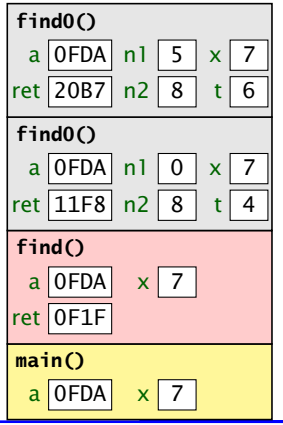 find0()
a 0FDA n1 5 x 7
ret 20B7 n2 8 t 6
find0()
a 0FDA n1 0 x 7
ret 11F8 n2 8 t 4
find()
a 0FDA x 7
ret 0F1F
main()
a 0FDA x 7